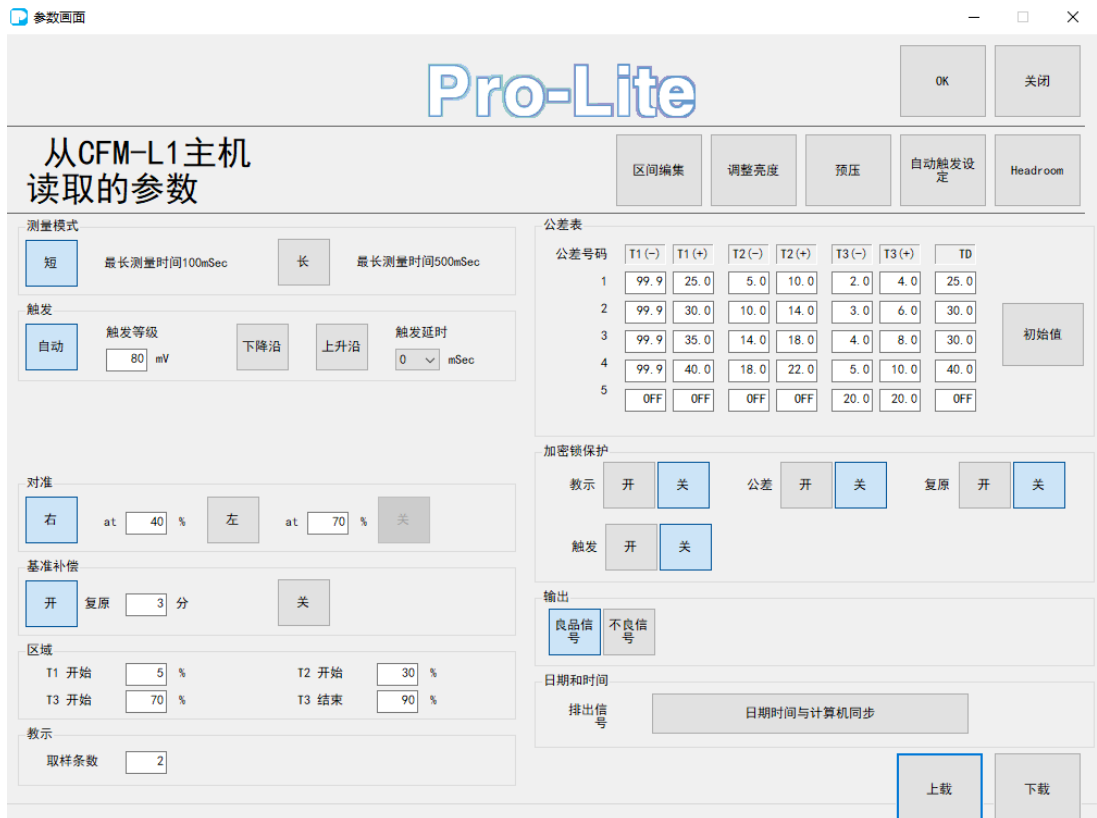 参数画面
Pro-Lite
OK
关闭
从CFM-L1主机
读取的参数
区间编集
调整亮度
预压
自动触发设
定
Headroom
测量模式
短
最长测量时间100mSec
长
最长测量时间500mSec
触发
自动
触发等级
80 mV
下降沿
上升沿
触发延时
0 mSec
对准
右 at 40 % 左 at 70 % 关
基准补偿
开 复原 3 分 关
区域
T1 开始 5 % T2 开始 30 %
T3 开始 70 % T3 结束 90 %
教示
取样条数 2
公差表
公差号码 T1(-) T1(+) T2(-) T2(+) T3(-) T3(+) TD
1 99.9 25.0 5.0 10.0 2.0 4.0 25.0
2 99.9 30.0 10.0 14.0 3.0 6.0 30.0
3 99.9 35.0 14.0 18.0 4.0 8.0 30.0
4 99.9 40.0 18.0 22.0 5.0 10.0 40.0
5 OFF OFF OFF OFF 20.0 20.0 OFF
初始值
加密锁保护
教示 开 关 公差 开 关 复原 开 关
触发 开 关
输出
良品信
号
不良信
号
日期和时间
排出信
号
日期时间与计算机同步
上载
下载